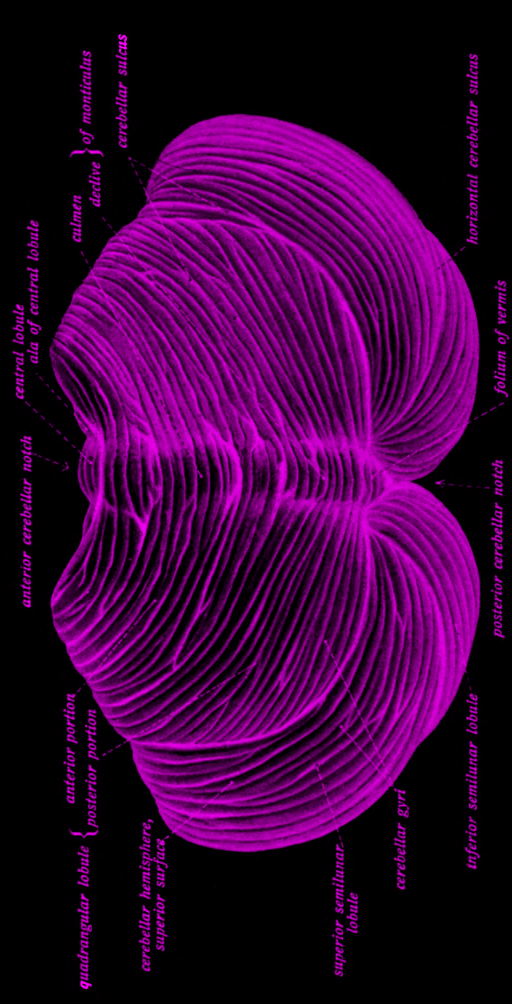 quadrangular lobule
anterior portion
posterior portion
anterior cerebellar notch
central lobule
ala of central lobule
culmen
declive
of monticulus
cerebellar sulcus
cerebellar hemisphere,
superior surface
superior semilunar
lobule
cerebellar gyri
inferior semilunar lobule
posterior cerebellar notch
folium of vermis
horizontal cerebellar sulcus